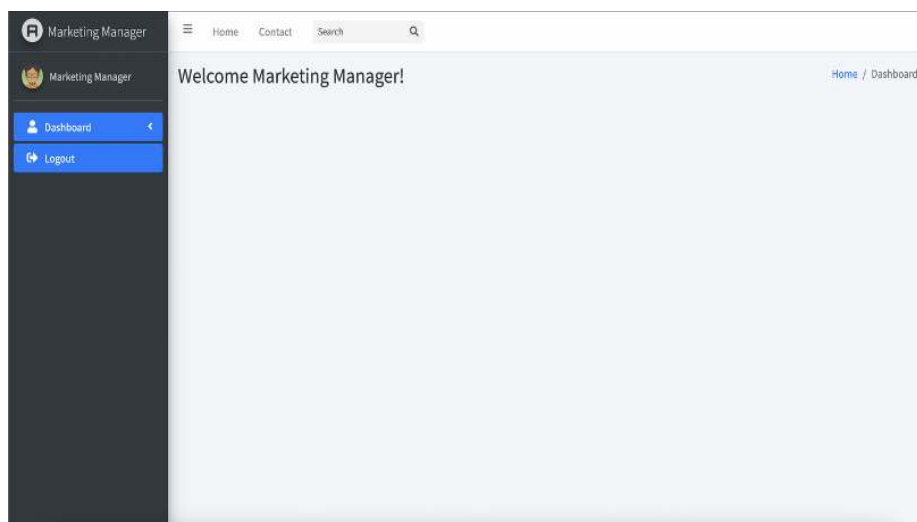 Marketing Manager
Home Contact Search
Marketing Manager
Welcome Marketing Manager!
Home / Dashboard
Dashboard
Logout